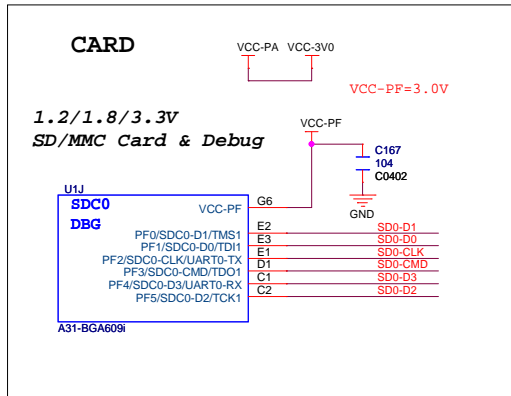 CARD
VCC-PA VCC-3V0
VCC-PF=3.0V
1.2/1.8/3.3V
SD/MMC Card & Debug
VCC-PF
C167
104
C0402
GND
U1J
SDC0
DBG
VCC-PF G6
PF0/SDC0-D1/TMS1 E2 SD0-D1
PF1/SDC0-D0/TDI1 E3 SD0-D0
PF2/SDC0-CLK/UART0-TX E1 SD0-CLK
PF3/SDC0-CMD/TDO1 D1 SD0-CMD
PF4/SDC0-D3/UART0-RX C1 SD0-D3
PF5/SDC0-D2/TCK1 C2 SD0-D2
A31-BGA609i